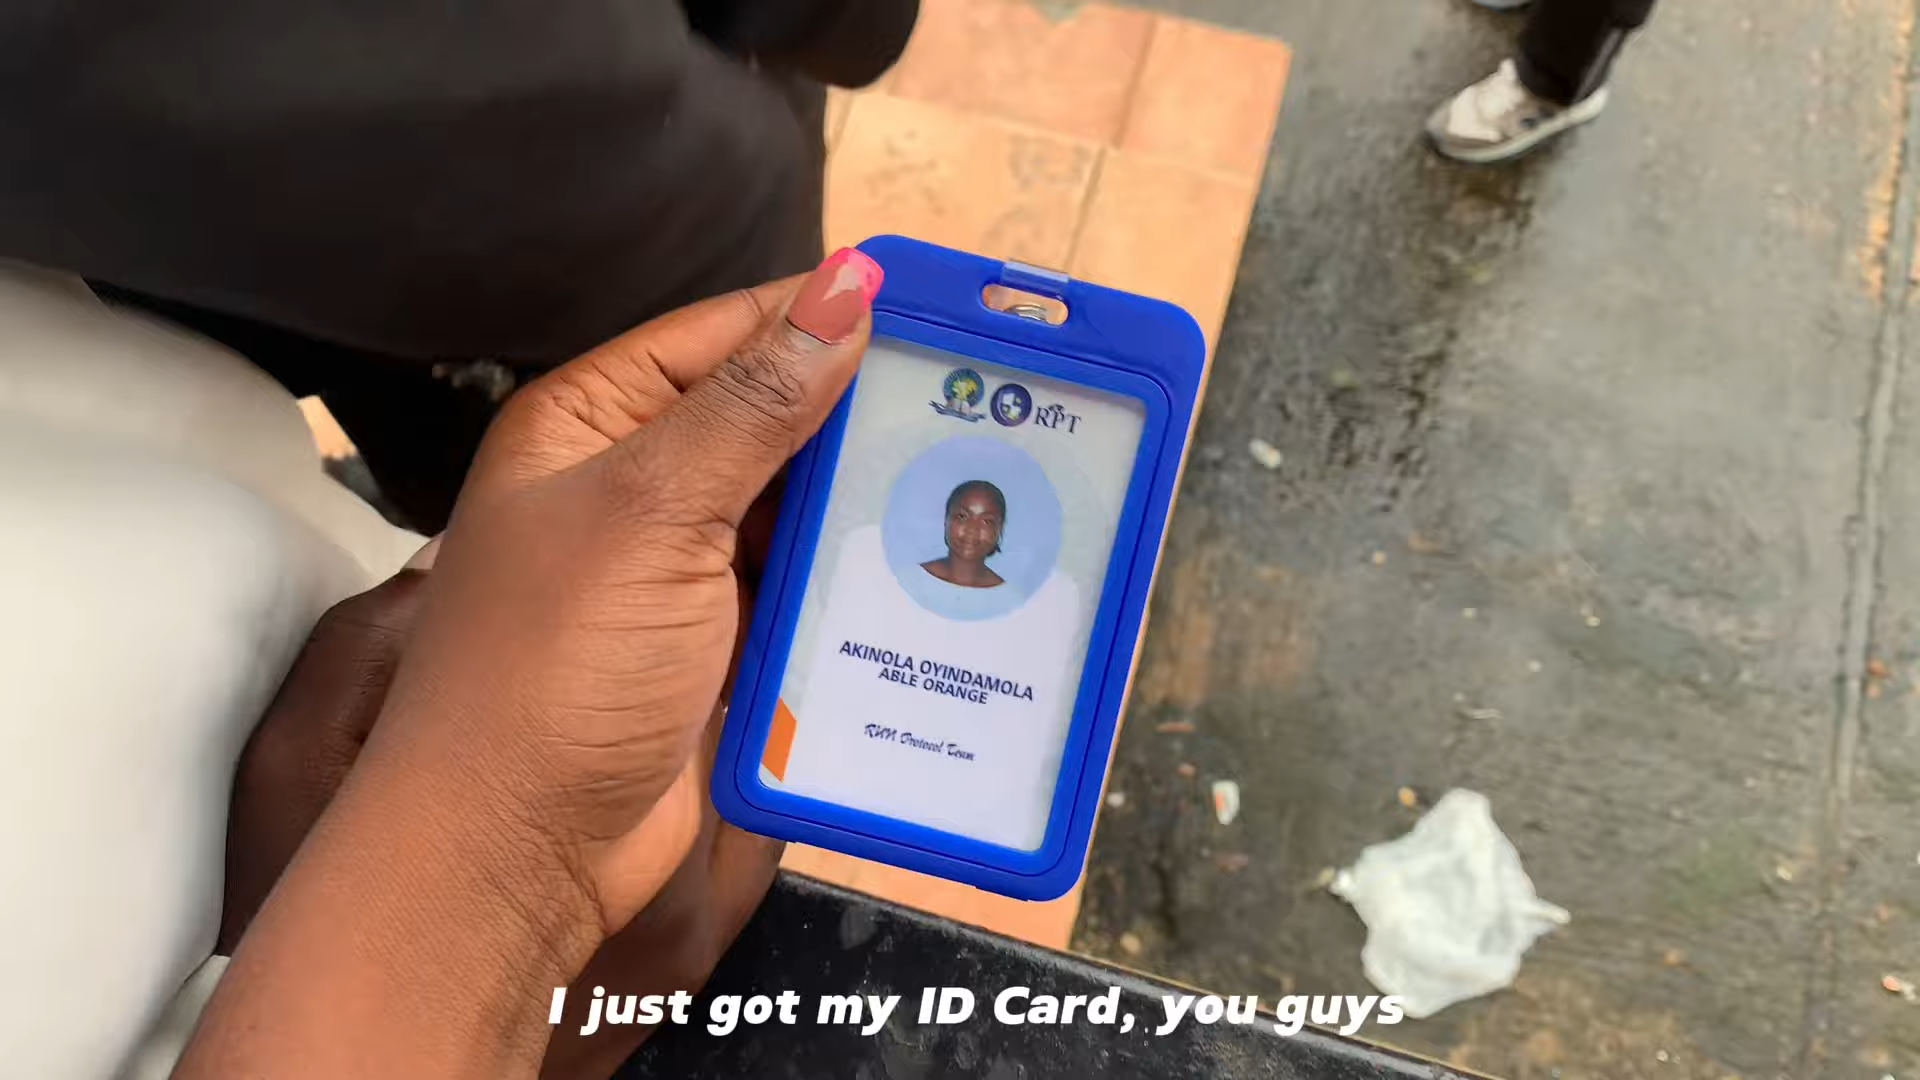 RPT
AKINOLA OYINDAMOLA
ABLE ORANGE
RUN Protocol Team
I just got my ID Card, you guys